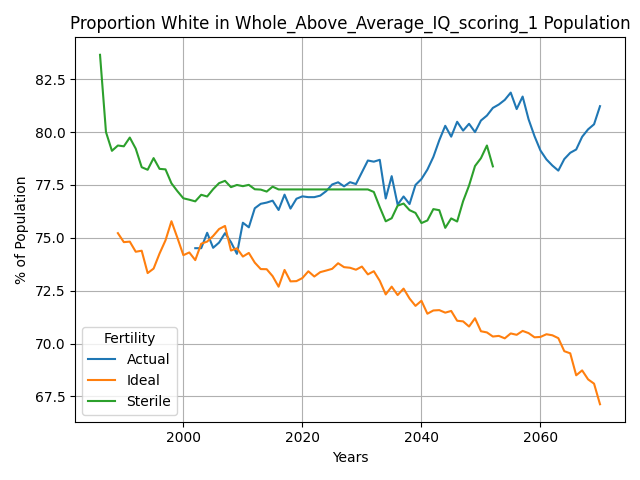 Proportion White in Whole_Above_Average_IQ_scoring_1 Population
% of Population
82.5
80.0
77.5
75.0
72.5
70.0
67.5
Fertility
Actual
Ideal
Sterile
2000
2020
2040
2060
Years